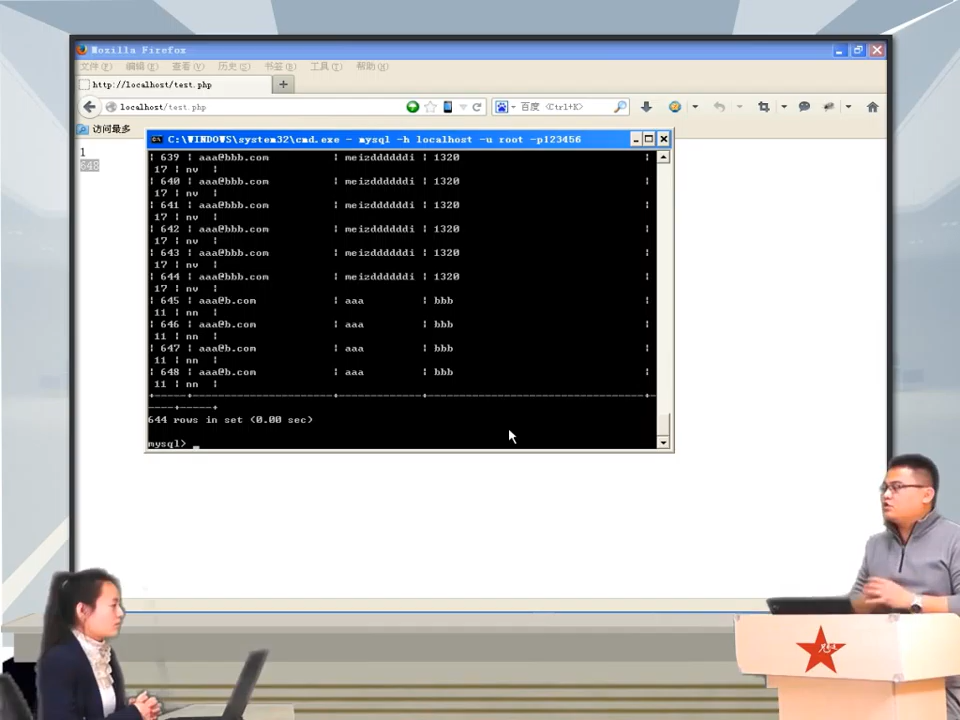 Mozilla Firefox
文件(F) 编辑(E) 查看(V) 历史(S) 书签(B) 工具(T) 帮助(H)
http://localhost/test.php
localhost/test.php
百度 <Ctrl+K>
访问最多
1
648
C:\WINDOWS\system32\cmd.exe - mysql -h localhost -u root -p123456
| 639 | aaa@bbb.com | meizddddddi | 1320 |
17 | nv |
| 640 | aaa@bbb.com | meizddddddi | 1320 |
17 | nv |
| 641 | aaa@bbb.com | meizddddddi | 1320 |
17 | nv |
| 642 | aaa@bbb.com | meizddddddi | 1320 |
17 | nv |
| 643 | aaa@bbb.com | meizddddddi | 1320 |
17 | nv |
| 644 | aaa@bbb.com | meizddddddi | 1320 |
17 | nv |
| 645 | aaa@b.com | aaa | bbb |
11 | nn |
| 646 | aaa@b.com | aaa | bbb |
11 | nn |
| 647 | aaa@b.com | aaa | bbb |
11 | nn |
| 648 | aaa@b.com | aaa | bbb |
11 | nn |
644 rows in set (0.00 sec)
mysql> _